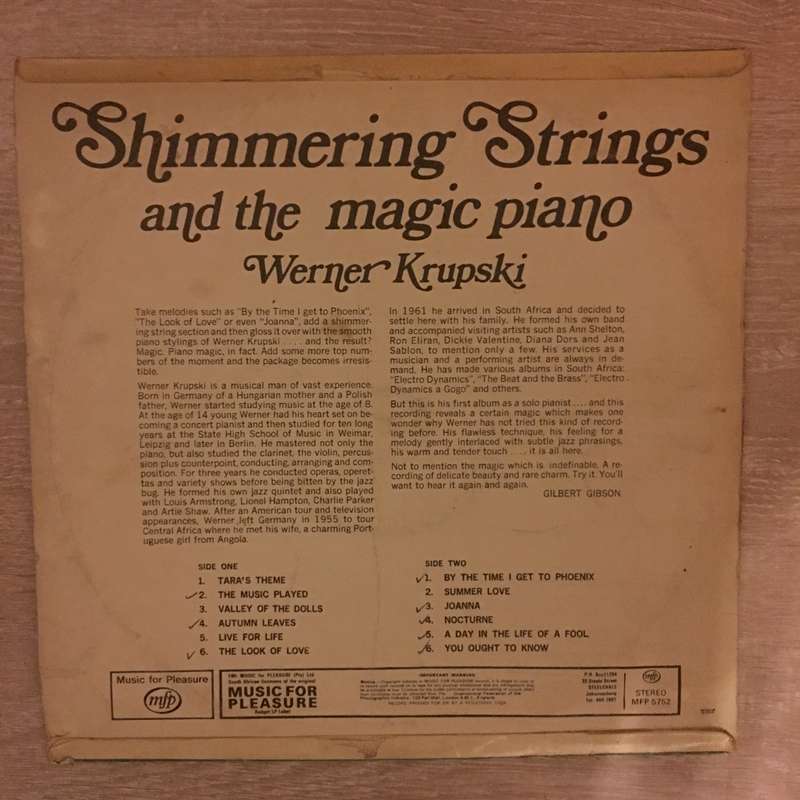 Shimmering Strings
and the magic piano
Werner Krupski
Take melodies such as "By the Time I get to Phoenix",
"The Look of Love" or even "Joanna", add a shimmer-
ing string section and then gloss it over with the smooth
piano stylings of Werner Krupski . . . . and the result?
Magic. Piano magic, in fact. Add some more top num-
bers of the moment and the package becomes irresis-
tible.
Werner Krupski is a musical man of vast experience.
Born in Germany of a Hungarian mother and a Polish
father, Werner started studying music at the age of 8.
At the age of 14 young Werner had his heart set on be-
coming a concert pianist and then studied for ten long
years at the State High School of Music in Weimar,
Leipzig and later in Berlin. He mastered not only the
piano, but also studied the clarinet, the violin, percus-
sion plus counterpoint, conducting, arranging and com-
position. For three years he conducted operas, operet-
tas and variety shows before being bitten by the jazz
bug. He formed his own jazz quintet and also played
with Louis Armstrong, Lionel Hampton, Charlie Parker
and Artie Shaw. After an American tour and television
appearances, Werner left Germany in 1955 to tour
Central Africa where he met his wife, a charming Port-
uguese girl from Angola.
In 1961 he arrived in South Africa and decided to
settle here with his family. He formed his own band
and accompanied visiting artists such as Ann Shelton,
Ron Eliran, Dickie Valentine, Diana Dors and Jean
Sablon, to mention only a few. His services as a
musician and a performing artist are always in de-
mand. He has made various albums in South Africa:
"Electro Dynamics", "The Beat and the Brass", "Electro
Dynamics a Gogo" and others.
But this is his first album as a solo pianist . . . . and this
recording reveals a certain magic which makes one
wonder why Werner has not tried this kind of record-
ing before. His flawless technique, his feeling for a
melody gently interlaced with subtle jazz phrasings,
his warm and tender touch . . . . it is all here.
Not to mention the magic which is indefinable. A re-
cording of delicate beauty and rare charm. Try it. You'll
want to hear it again and again.
GILBERT GIBSON
SIDE ONE
1. TARA'S THEME
2. THE MUSIC PLAYED
3. VALLEY OF THE DOLLS
4. AUTUMN LEAVES
5. LIVE FOR LIFE
6. THE LOOK OF LOVE
SIDE TWO
1. BY THE TIME I GET TO PHOENIX
2. SUMMER LOVE
3. JOANNA
4. NOCTURNE
5. A DAY IN THE LIFE OF A FOOL
6. YOU OUGHT TO KNOW
Music for Pleasure
mfp
MUSIC FOR
PLEASURE
IMPORTANT WARNING
mfp
STEREO
MFP 5752